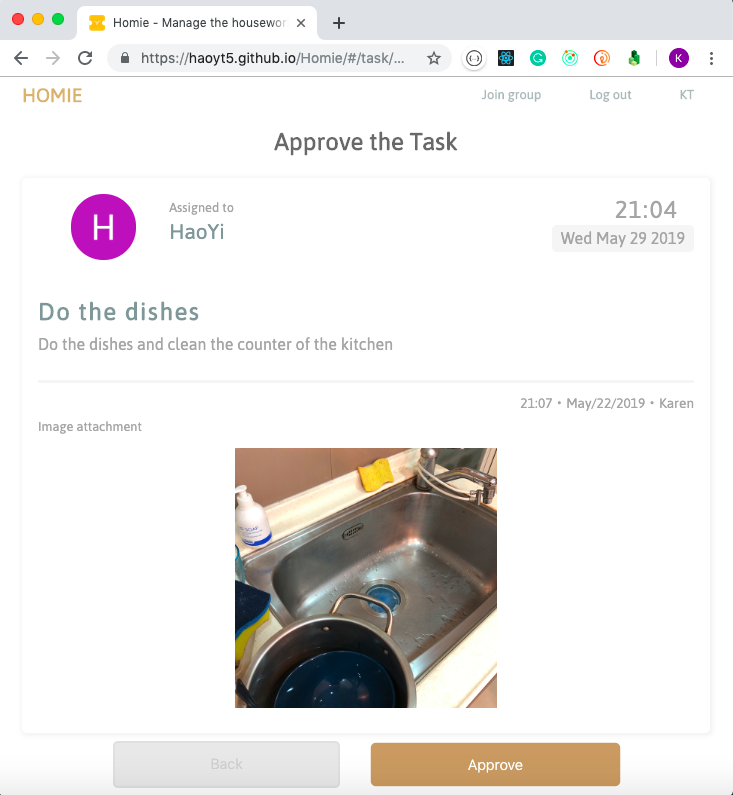 Homie - Manage the housewor
https://haoyt5.github.io/Homie/#/task/...
K
HOMIE
Join group
Log out
KT
Approve the Task
H
Assigned to
HaoYi
21:04
Wed May 29 2019
Do the dishes
Do the dishes and clean the counter of the kitchen
21:07 • May/22/2019 • Karen
Image attachment
Back
Approve